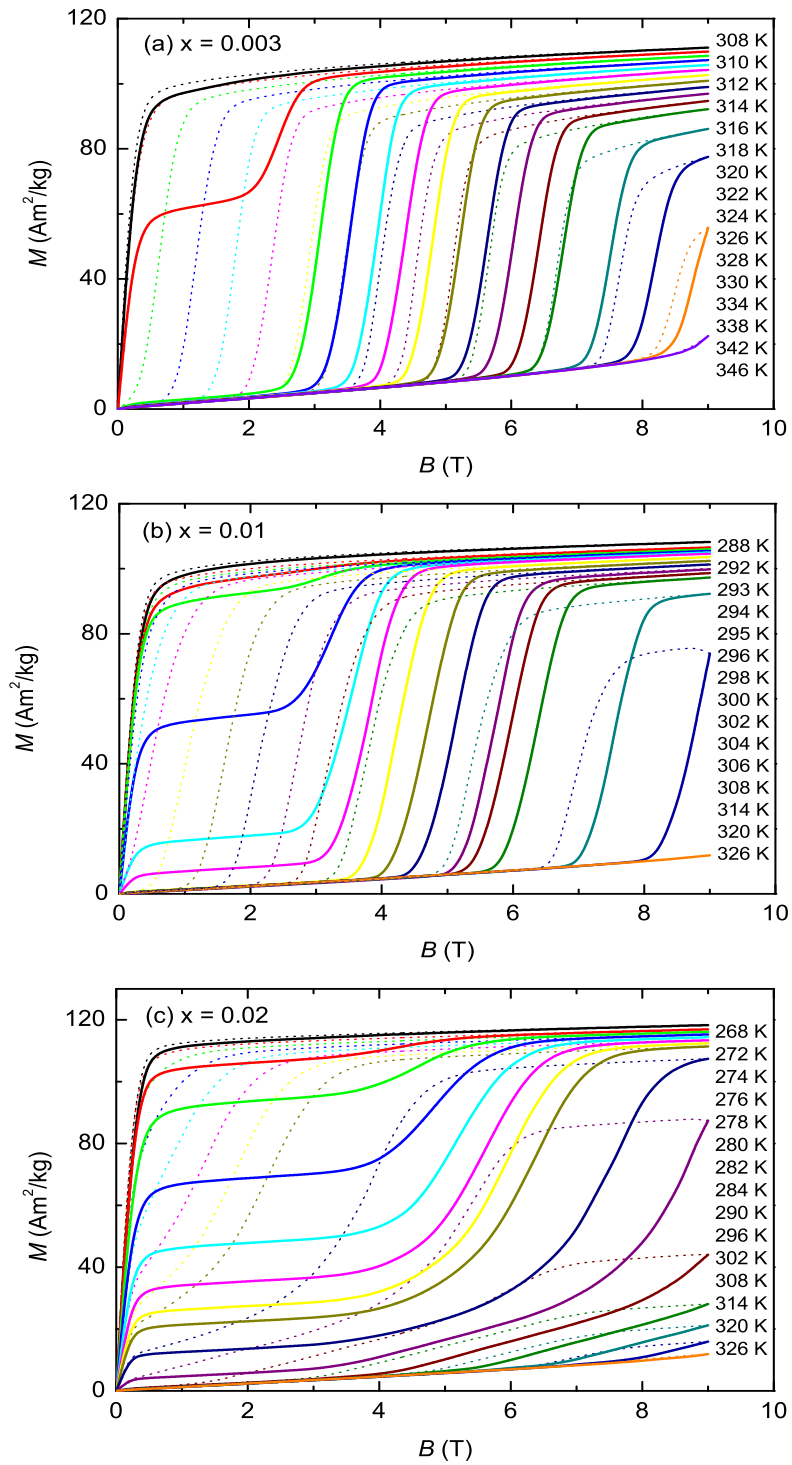 120
(a) x = 0.003
308 K
310 K
312 K
314 K
316 K
318 K
320 K
322 K
324 K
326 K
328 K
330 K
334 K
338 K
342 K
346 K
80
40
0
M (Am²/kg)
0 2 4 6 8 10
B (T)
120
(b) x = 0.01
288 K
292 K
293 K
294 K
295 K
296 K
298 K
300 K
302 K
304 K
306 K
308 K
314 K
320 K
326 K
80
40
0
M (Am²/kg)
0 2 4 6 8 10
B (T)
120
(c) x = 0.02
268 K
272 K
274 K
276 K
278 K
280 K
282 K
284 K
290 K
296 K
302 K
308 K
314 K
320 K
326 K
80
40
0
M (Am²/kg)
0 2 4 6 8 10
B (T)